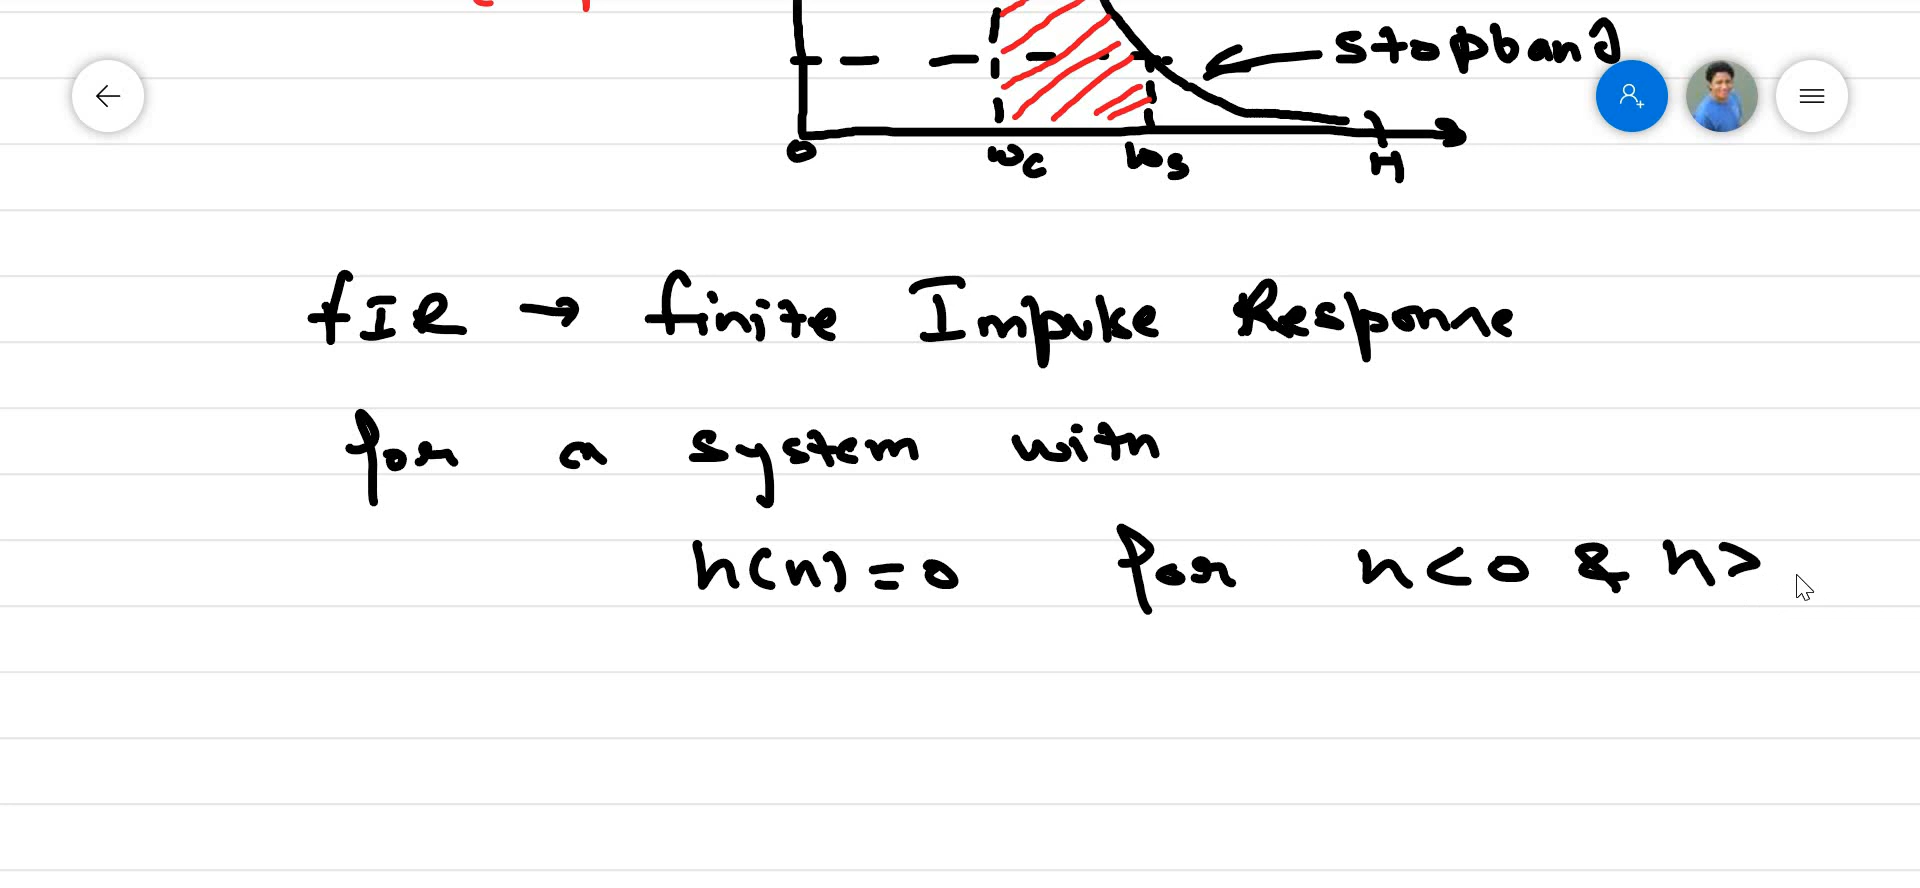 stopband
0 ωc ωs π
FIR → Finite Impulse Response
for a system with
h(n) = 0 for n < 0 & n >